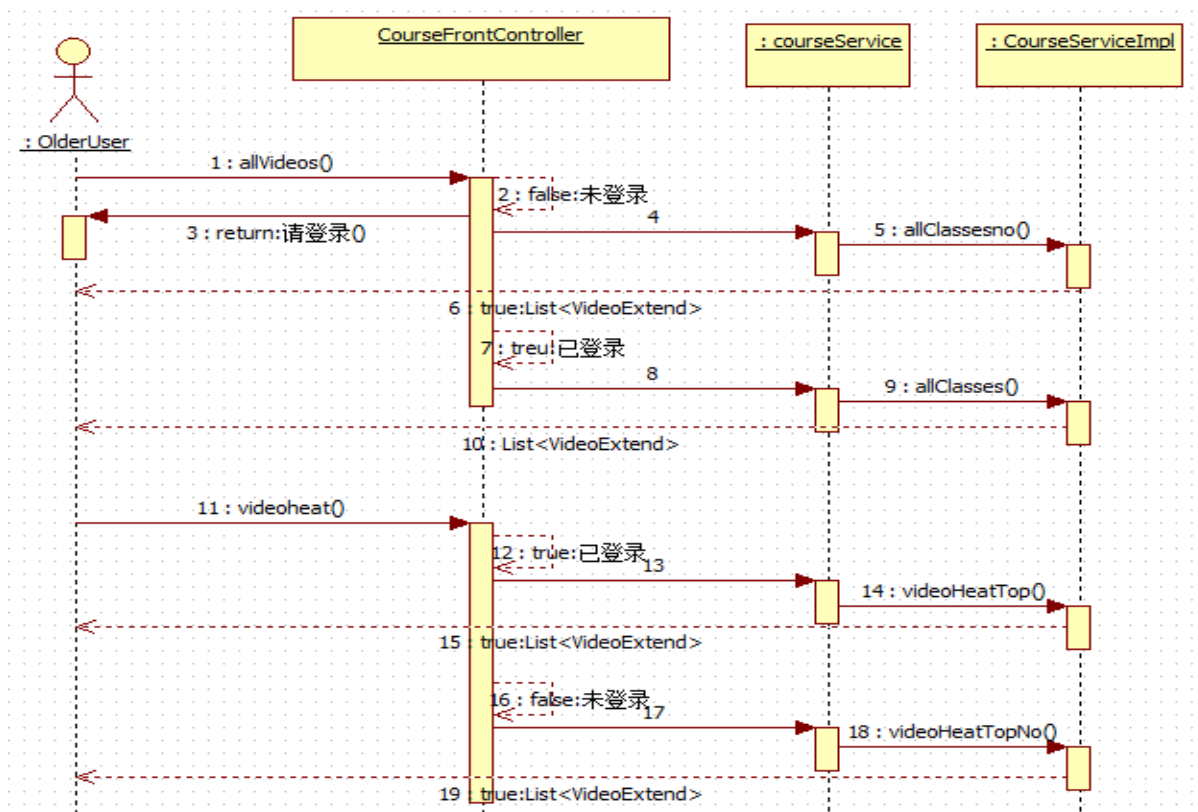 CourseFrontController
: courseService
: CourseServiceImpl
: OlderUser
1 : allVideos()
2 : false:未登录
3 : return:请登录()
4
5 : allClassesno()
6 : true:List<VideoExtend>
7 : treu:已登录
8
9 : allClasses()
10 : List<VideoExtend>
11 : videoheat()
12 : true:已登录
13
14 : videoHeatTop()
15 : true:List<VideoExtend>
16 : false:未登录
17
18 : videoHeatTopNo()
19 : true:List<VideoExtend>